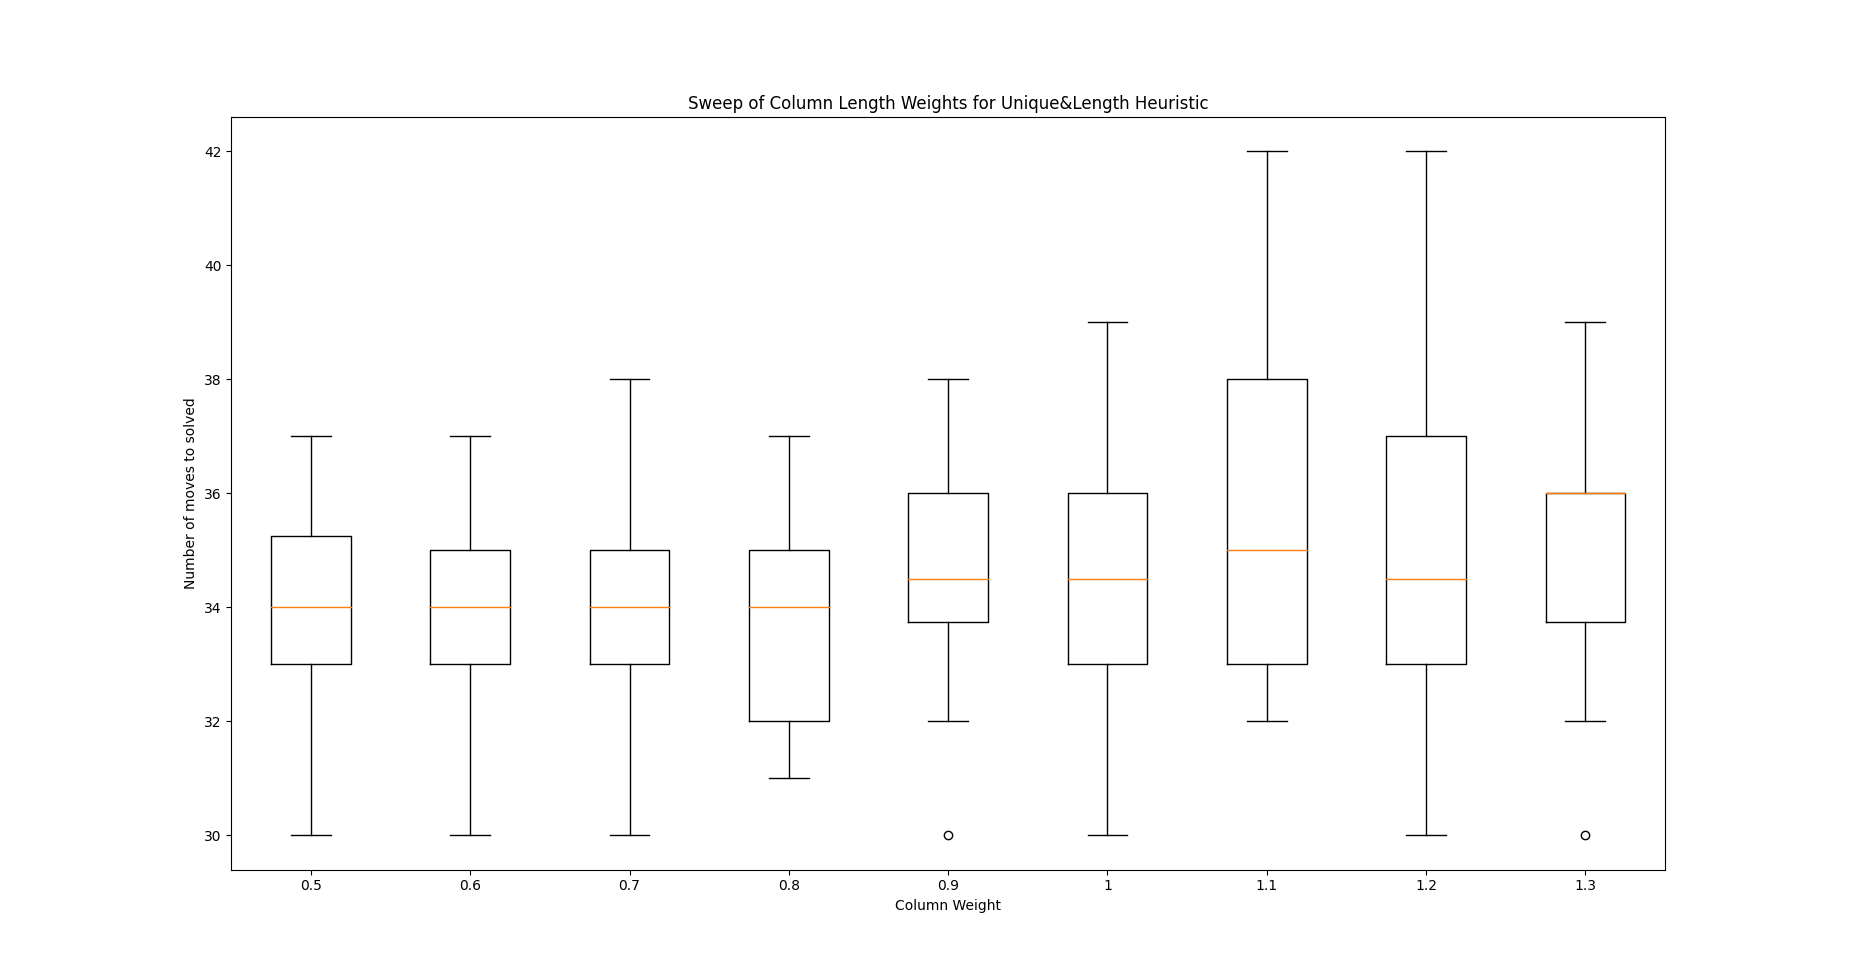 Sweep of Column Length Weights for Unique&Length Heuristic
42
40
38
36
34
32
30
Number of moves to solved
0.5 0.6 0.7 0.8 0.9 1 1.1 1.2 1.3
Column Weight